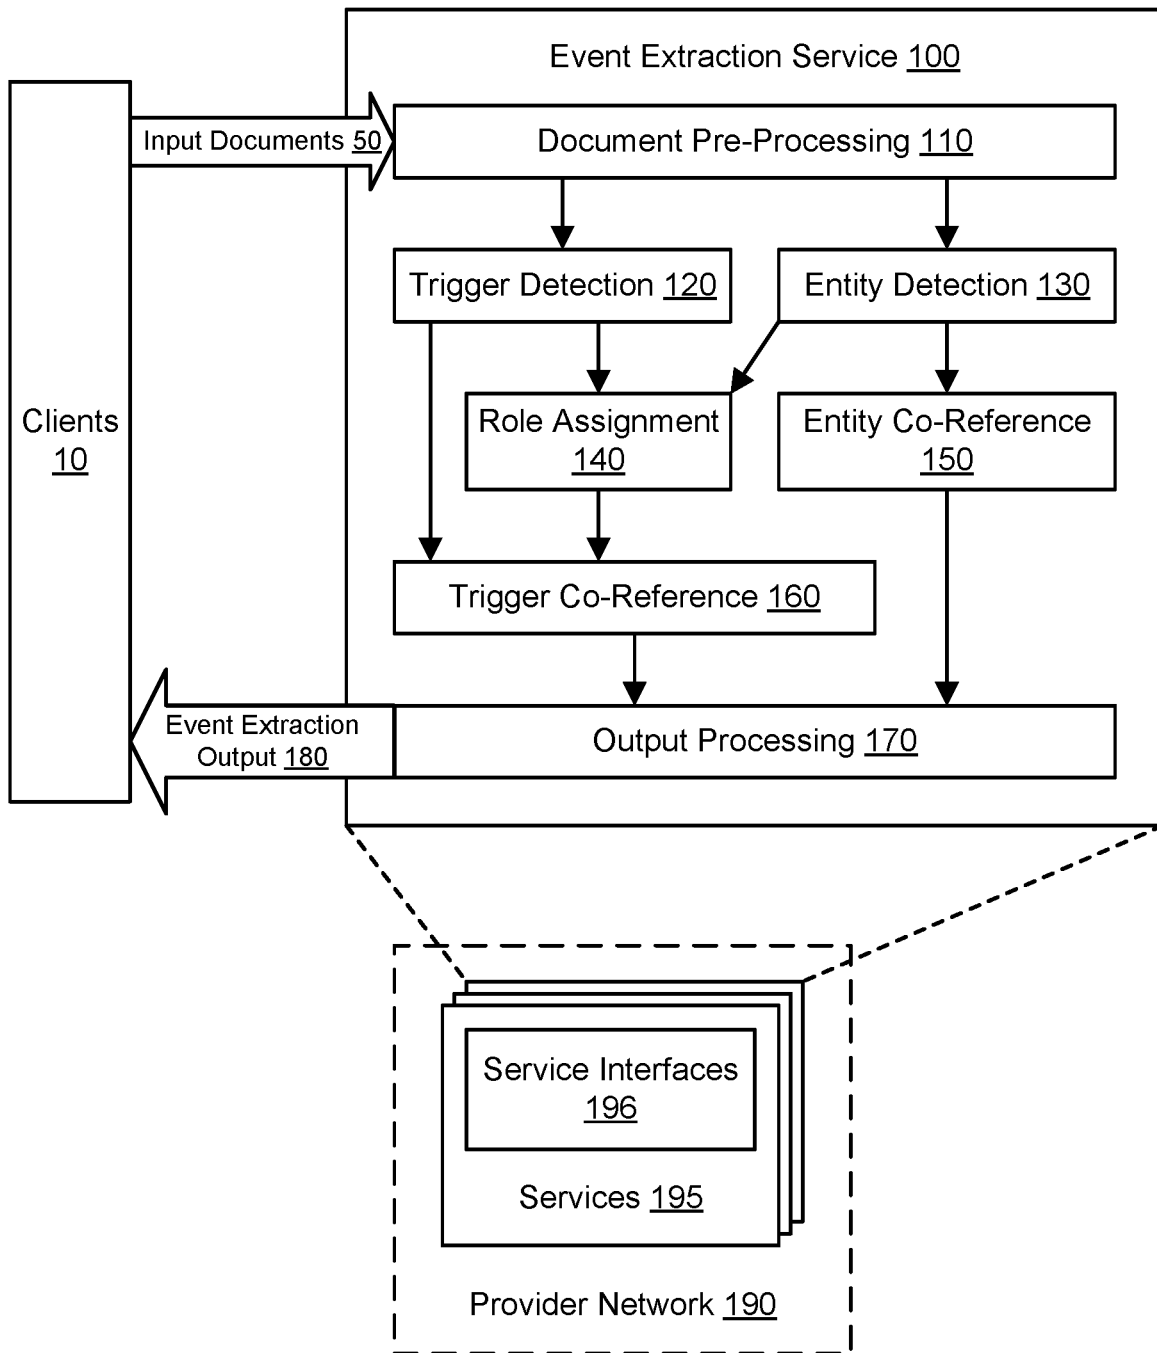 Event Extraction Service 100
Input Documents 50
Document Pre-Processing 110
Trigger Detection 120
Entity Detection 130
Clients
10
Role Assignment
140
Entity Co-Reference
150
Trigger Co-Reference 160
Event Extraction
Output 180
Output Processing 170
Service Interfaces
196
Services 195
Provider Network 190